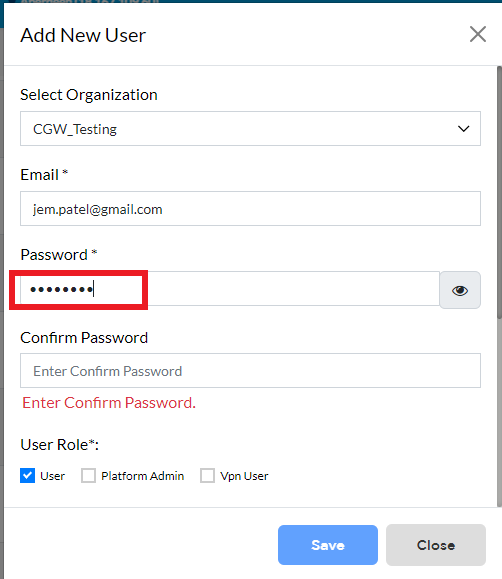 Add New User
Select Organization
CGW_Testing
Email *
jem.patel@gmail.com
Password *
••••••••
Confirm Password
Enter Confirm Password
Enter Confirm Password.
User Role*:
User Platform Admin Vpn User
Save Close